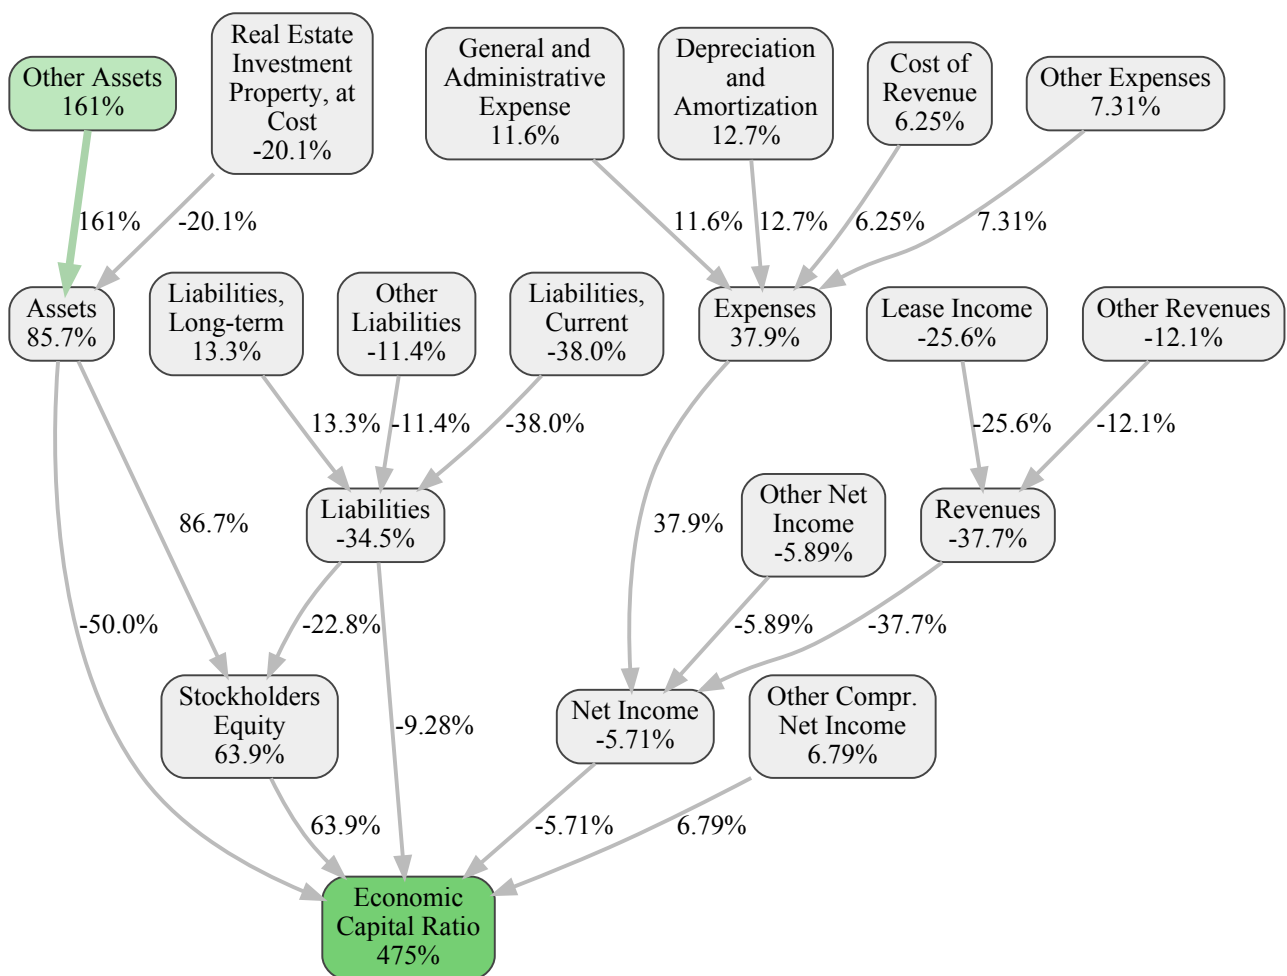 Other Assets
161%
Real Estate
Investment
Property, at
Cost
-20.1%
General and
Administrative
Expense
11.6%
Depreciation
and
Amortization
12.7%
Cost of
Revenue
6.25%
Other Expenses
7.31%
161%
-20.1%
11.6%
12.7%
6.25%
7.31%
Assets
85.7%
Liabilities,
Long-term
13.3%
Other
Liabilities
-11.4%
Liabilities,
Current
-38.0%
Expenses
37.9%
Lease Income
-25.6%
Other Revenues
-12.1%
13.3%
-11.4%
-38.0%
-25.6%
-12.1%
86.7%
Liabilities
-34.5%
37.9%
Other Net
Income
-5.89%
Revenues
-37.7%
-50.0%
-22.8%
-5.89%
-37.7%
Stockholders
Equity
63.9%
-9.28%
Net Income
-5.71%
Other Compr.
Net Income
6.79%
63.9%
-5.71%
6.79%
Economic
Capital Ratio
475%